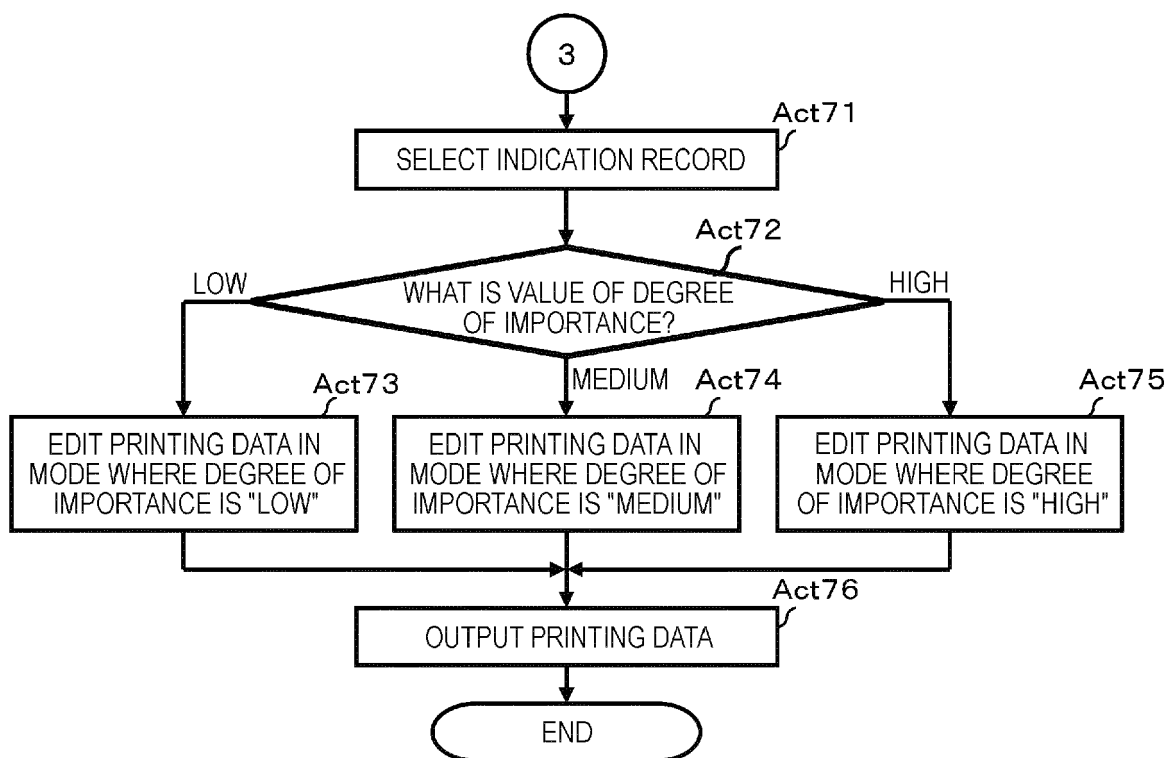 3
Act71
SELECT INDICATION RECORD
Act72
LOW
WHAT IS VALUE OF DEGREE
OF IMPORTANCE?
HIGH
MEDIUM
Act73
EDIT PRINTING DATA IN
MODE WHERE DEGREE OF
IMPORTANCE IS "LOW"
Act74
EDIT PRINTING DATA IN
MODE WHERE DEGREE OF
IMPORTANCE IS "MEDIUM"
Act75
EDIT PRINTING DATA IN
MODE WHERE DEGREE
OF IMPORTANCE IS "HIGH"
Act76
OUTPUT PRINTING DATA
END